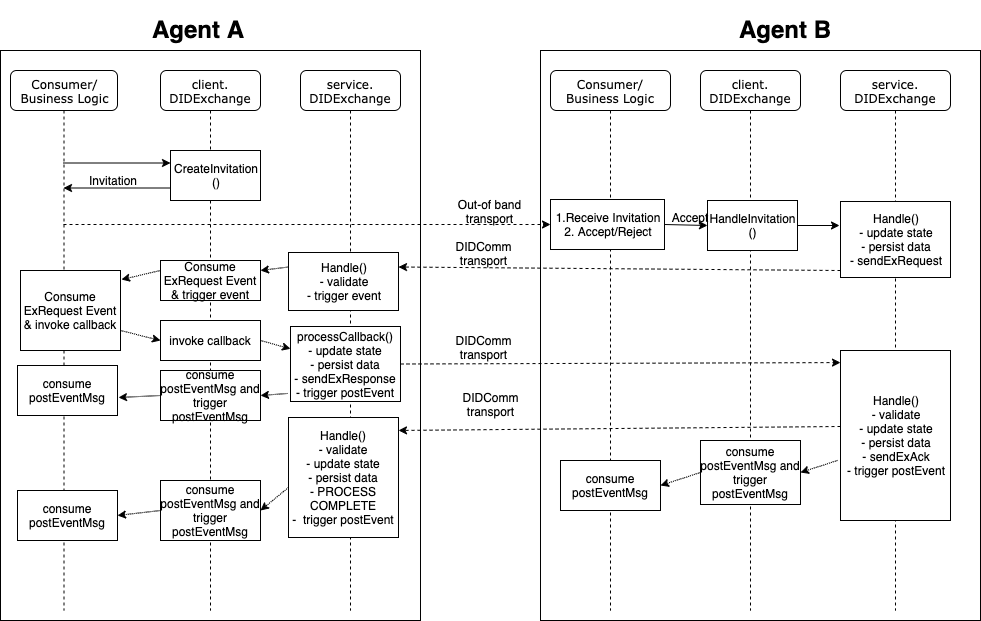 Agent A
Agent B
Consumer/
Business Logic
client.
DIDExchange
service.
DIDExchange
Consumer/
Business Logic
client.
DIDExchange
service.
DIDExchange
CreateInvitation
()
Invitation
Out-of band
transport
1.Receive Invitation
2. Accept/Reject
Accept
HandleInvitation
()
Handle()
- update state
- persist data
- sendExRequest
DIDComm
transport
Handle()
- validate
- trigger event
Consume
ExRequest Event
& trigger event
Consume
ExRequest Event
& invoke callback
invoke callback
processCallback()
- update state
- persist data
- sendExResponse
- trigger postEvent
DIDComm
transport
consume
postEventMsg and
trigger
postEventMsg
consume
postEventMsg
Handle()
- validate
- update state
- persist data
- sendExAck
- trigger postEvent
DIDComm
transport
consume
postEventMsg and
trigger
postEventMsg
consume
postEventMsg
Handle()
- validate
- update state
- persist data
- PROCESS
COMPLETE
- trigger postEvent
consume
postEventMsg and
trigger
postEventMsg
consume
postEventMsg